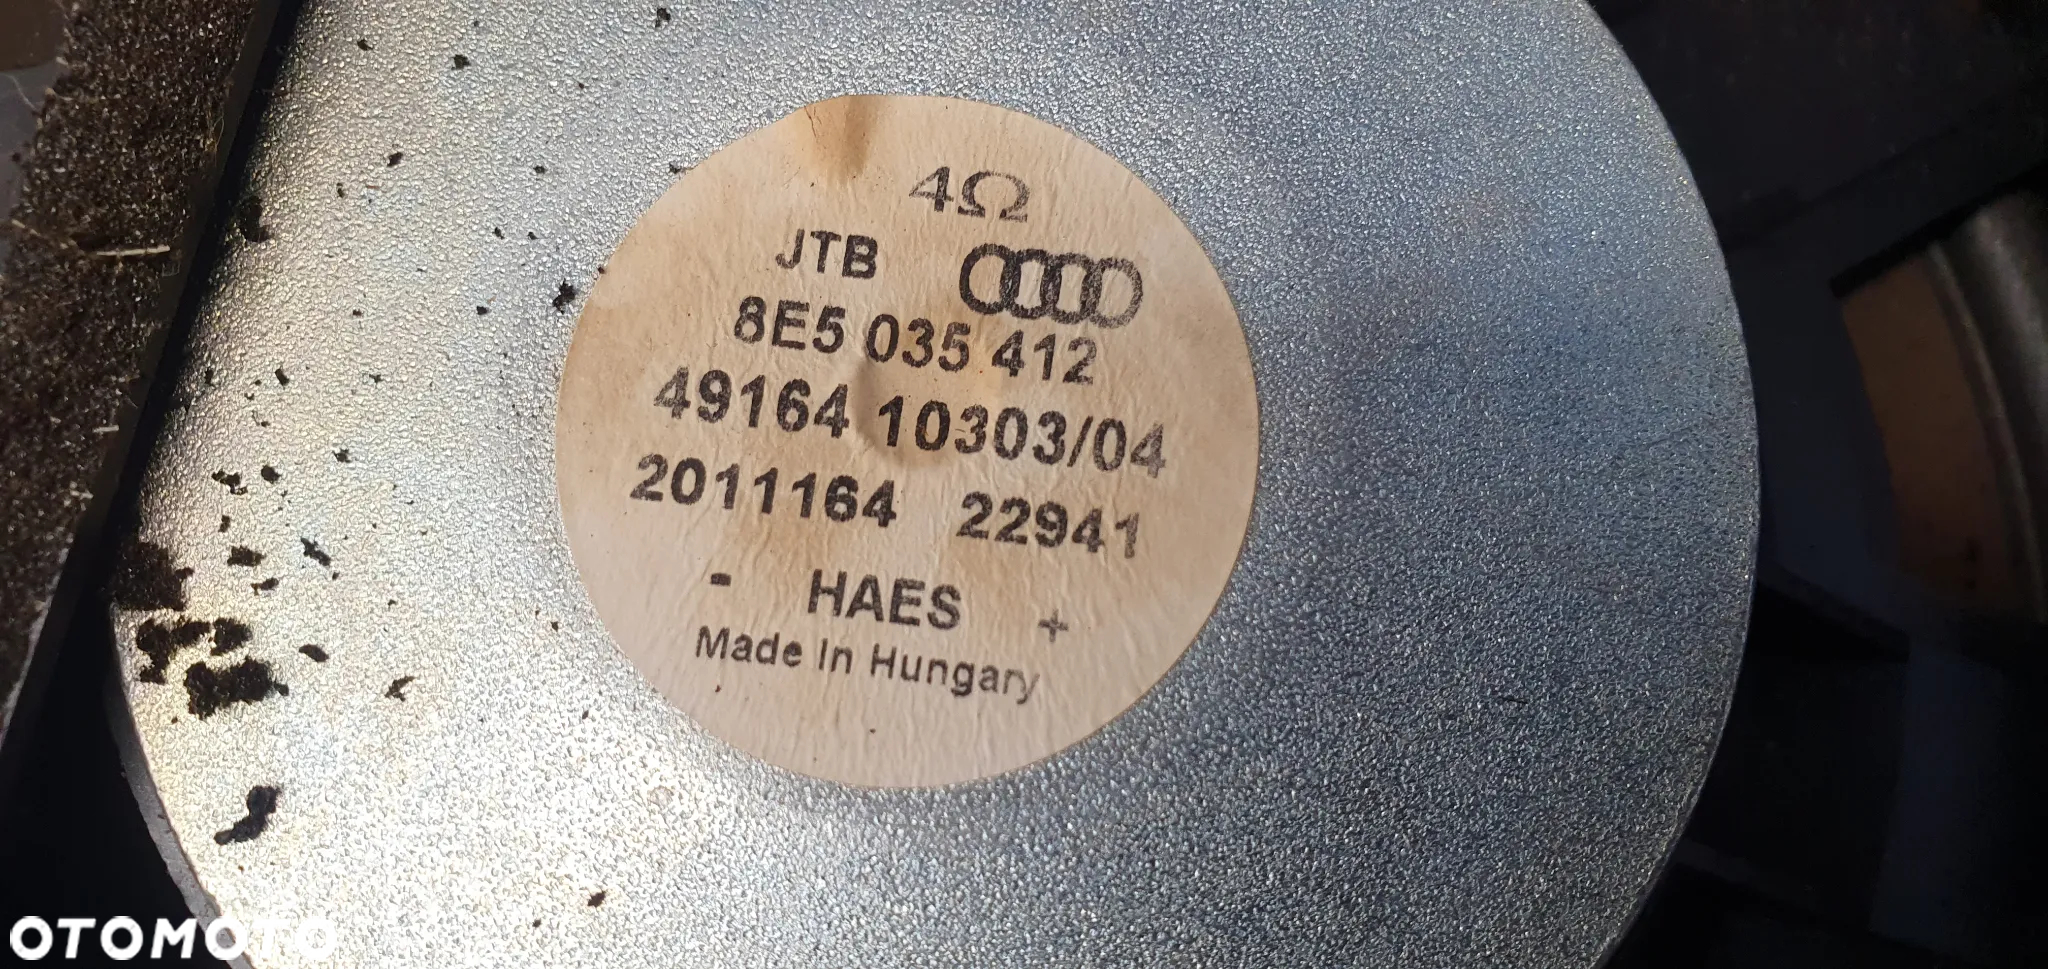 4Ω
JTB
8E5 035 412
49164 10303/04
2011164 22941
- HAES +
Made In Hungary
OTOMOTO